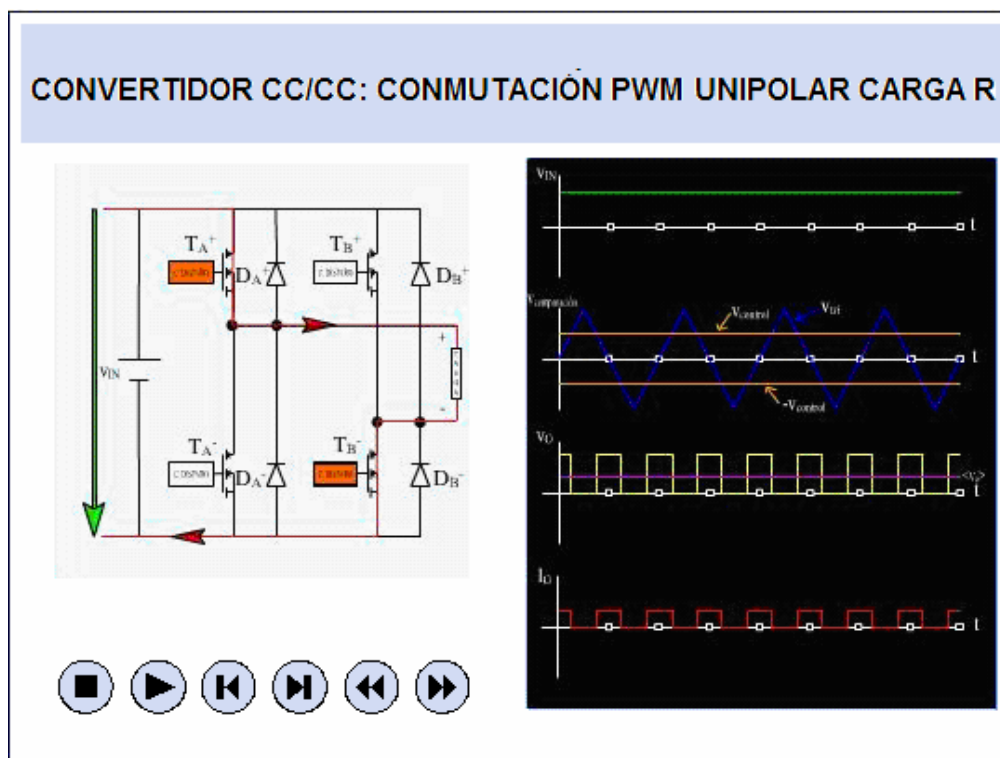 CONVERTIDOR CC/CC: CONMUTACIÓN PWM UNIPOLAR CARGA R
TA+
TB+
DA+
DB+
VIN
+
-
TA-
TB-
DA-
DB-
VIN
t
Vcomparación
Vcontrol
Vtri
t
-Vcontrol
VO
t
IO
t